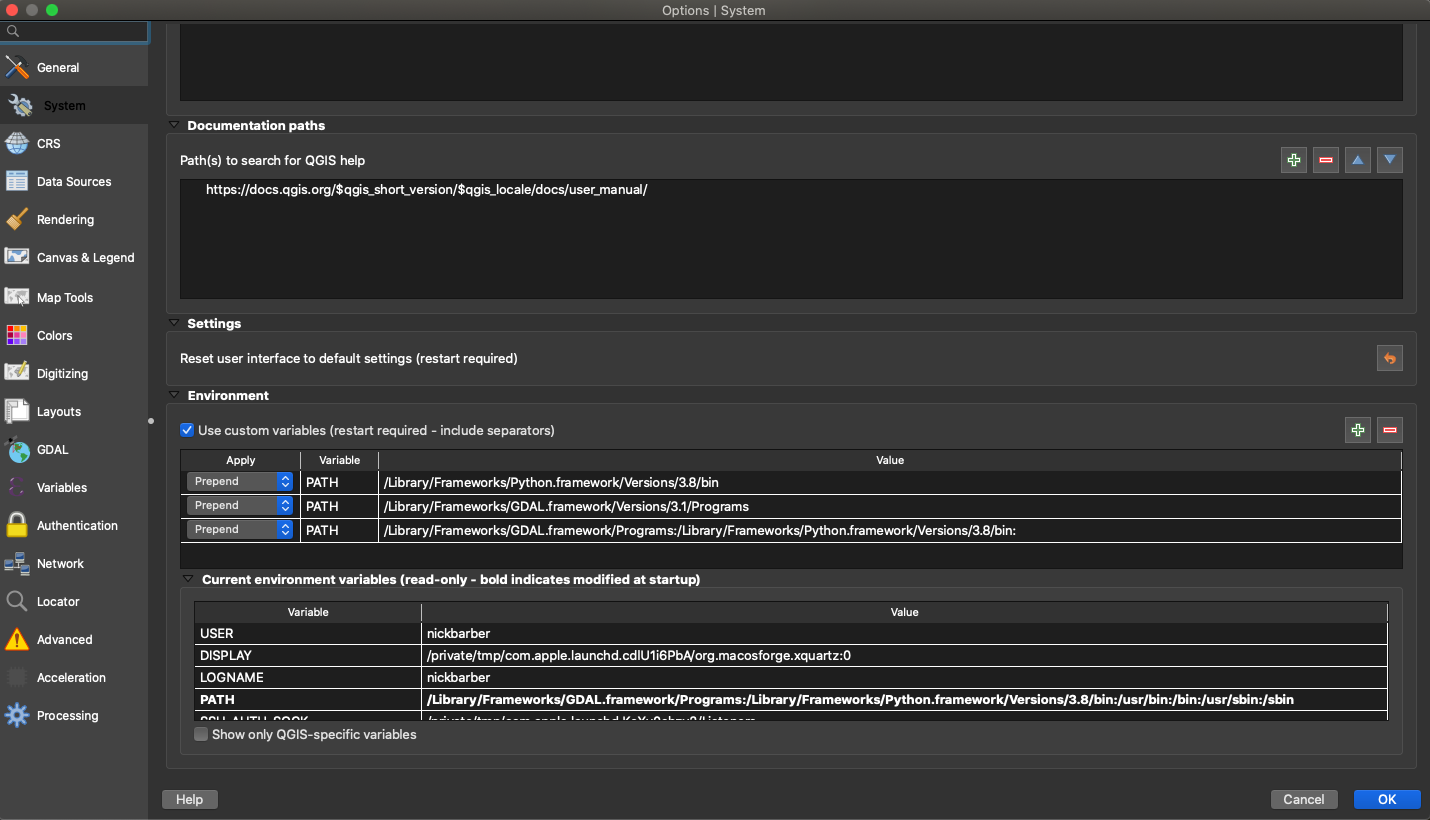 Options | System
General
System
CRS
Data Sources
Rendering
Canvas & Legend
Map Tools
Colors
Digitizing
Layouts
GDAL
Variables
Authentication
Network
Locator
Advanced
Acceleration
Processing
Documentation paths
Path(s) to search for QGIS help
https://docs.qgis.org/$qgis_short_version/$qgis_locale/docs/user_manual/
Settings
Reset user interface to default settings (restart required)
Environment
Use custom variables (restart required - include separators)
Apply Variable Value
Prepend PATH /Library/Frameworks/Python.framework/Versions/3.8/bin
Prepend PATH /Library/Frameworks/GDAL.framework/Versions/3.1/Programs
Prepend PATH /Library/Frameworks/GDAL.framework/Programs:/Library/Frameworks/Python.framework/Versions/3.8/bin:
Current environment variables (read-only - bold indicates modified at startup)
Variable Value
USER nickbarber
DISPLAY /private/tmp/com.apple.launchd.cdlU1i6PbA/org.macosforge.xquartz:0
LOGNAME nickbarber
PATH /Library/Frameworks/GDAL.framework/Programs:/Library/Frameworks/Python.framework/Versions/3.8/bin:/usr/bin:/bin:/usr/sbin:/sbin
SSH_AUTH_SOCK
Show only QGIS-specific variables
Help
Cancel
OK